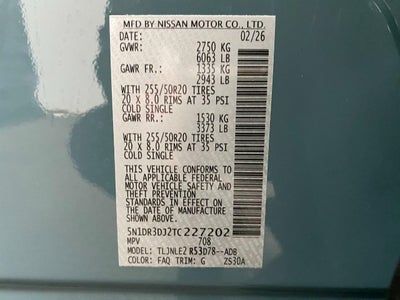 MFD BY NISSAN MOTOR CO., LTD.
02/26
GVWR: 2750 KG
6063 LB
GAWR FR.: 1335 KG
2943 LB
WITH 255/50R20 TIRES
20 X 8.0 RIMS AT 35 PSI
COLD SINGLE
GAWR RR.: 1530 KG
3373 LB
WITH 255/50R20 TIRES
20 X 8.0 RIMS AT 35 PSI
COLD SINGLE
THIS VEHICLE CONFORMS TO
ALL APPLICABLE FEDERAL
MOTOR VEHICLE SAFETY
AND THEFT PREVENTION
STANDARDS IN EFFECT ON
THE DATE OF MANUFACTURE
SHOWN ABOVE.
5N1DR3DJ2TC227202
MPV 708
MODEL: TLJNLE2 R53D78--ADB
COLOR: FAQ TRIM: G ZS30A